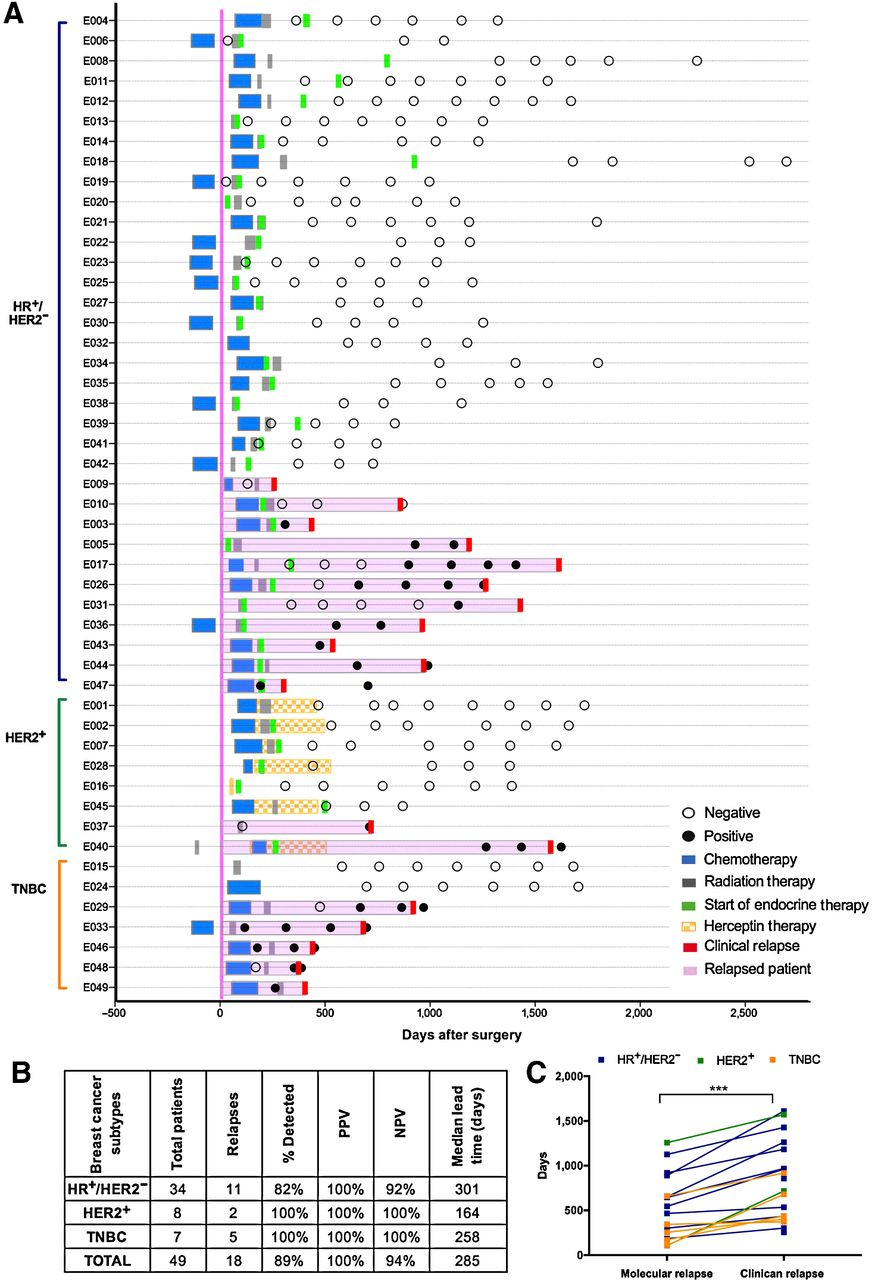 A
HR+/
HER2−
HER2+
TNBC
E004
E006
E008
E011
E012
E013
E014
E018
E019
E020
E021
E022
E023
E025
E027
E030
E032
E034
E035
E038
E039
E041
E042
E009
E010
E003
E005
E017
E026
E031
E036
E043
E044
E047
E001
E002
E007
E028
E016
E045
E037
E040
E015
E024
E029
E033
E046
E048
E049
Negative
Positive
Chemotherapy
Radiation therapy
Start of endocrine therapy
Herceptin therapy
Clinical relapse
Relapsed patient
−500 0 500 1,000 1,500 2,000 2,500
Days after surgery
B
Breast cancer subtypes Total patients Relapses % Detected PPV NPV Median lead time (days)
HR+/HER2− 34 11 82% 100% 92% 301
HER2+ 8 2 100% 100% 100% 164
TNBC 7 5 100% 100% 100% 258
TOTAL 49 18 89% 100% 94% 285
C
HR+/HER2− HER2+ TNBC
***
Days
2,000
1,500
1,000
500
0
Molecular relapse Clinican relapse